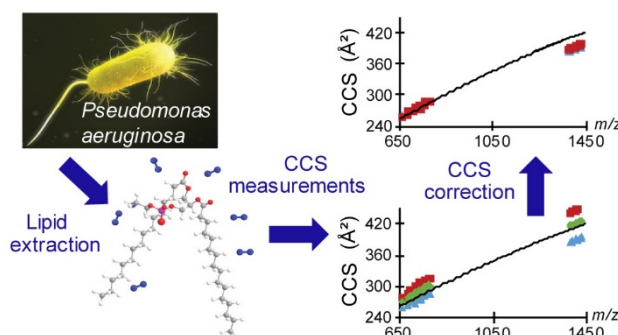 Pseudomonas
aeruginosa
Lipid
extraction
CCS
measurements
CCS
correction
CCS (Å²)
420
360
300
240
650
1050
1450
m/z
CCS (Å²)
420
360
300
240
650
1050
1450
m/z